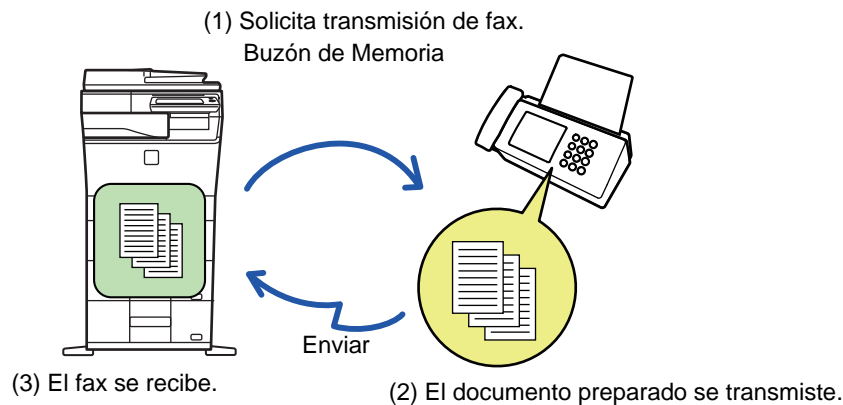 (1) Solicita transmisión de fax.
Buzón de Memoria
Enviar
(3) El fax se recibe.
(2) El documento preparado se transmiste.